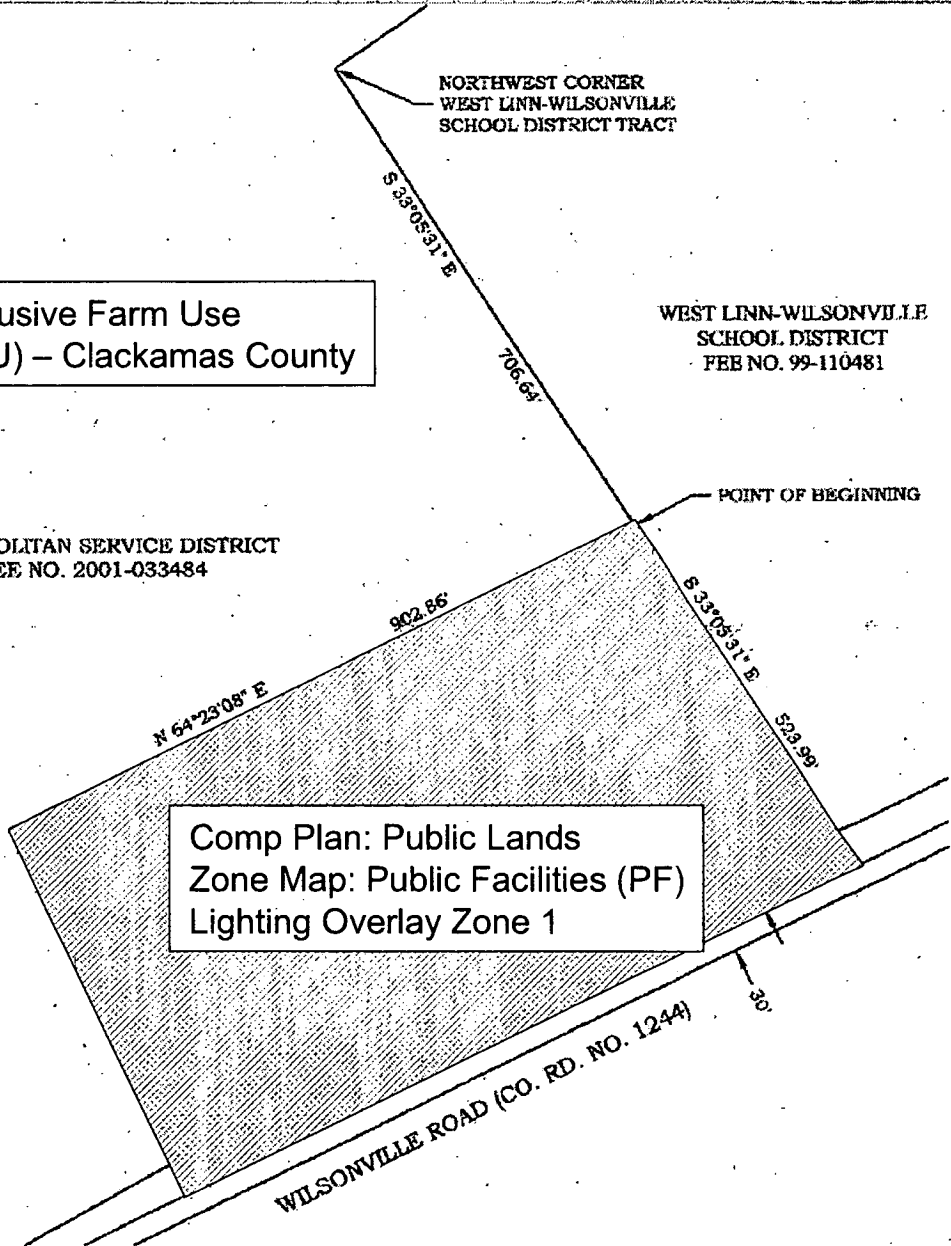 NORTHWEST CORNER
WEST LINN-WILSONVILLE
SCHOOL DISTRICT TRACT
S 33°05'31" E
706.64'
usive Farm Use
U) – Clackamas County
WEST LINN-WILSONVILLE
SCHOOL DISTRICT
FEE NO. 99-110481
POINT OF BEGINNING
OLITAN SERVICE DISTRICT
EE NO. 2001-033484
902.86'
N 64°23'08" E
S 33°05'31" E
523.99'
Comp Plan: Public Lands
Zone Map: Public Facilities (PF)
Lighting Overlay Zone 1
30'
WILSONVILLE ROAD (CO. RD. NO. 1244)